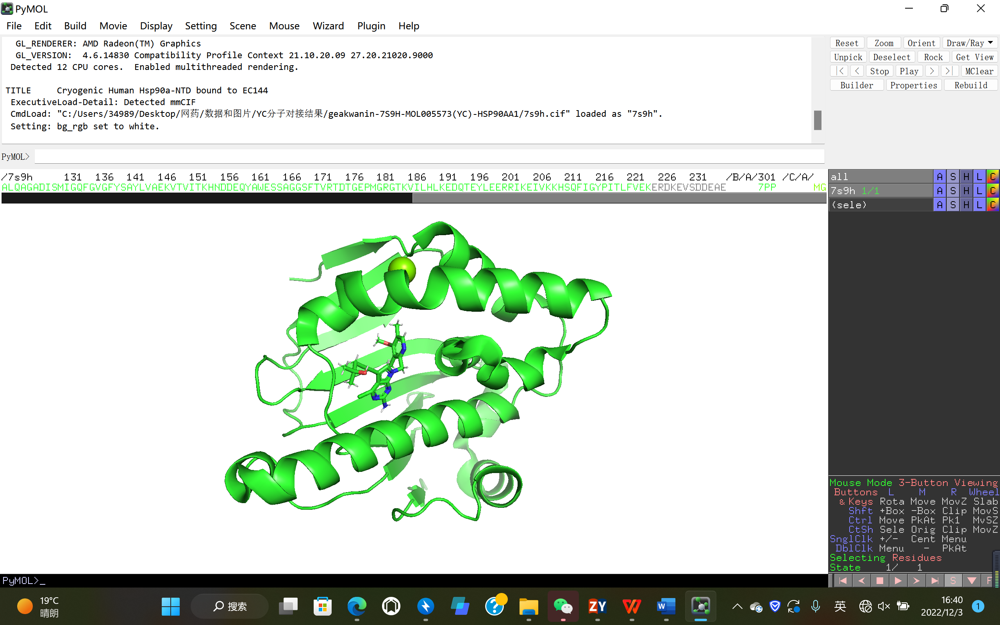 PyMOL
File Edit Build Movie Display Setting Scene Mouse Wizard Plugin Help
GL_RENDERER: AMD Radeon(TM) Graphics
GL_VERSION: 4.6.14830 Compatibility Profile Context 21.10.20.09 27.20.21020.9000
Detected 12 CPU cores. Enabled multithreaded rendering.
TITLE Cryogenic Human Hsp90a-NTD bound to EC144
ExecutiveLoad-Detail: Detected mmCIF
CmdLoad: "C:/Users/34989/Desktop/网药/数据和图片/YC分子对接结果/geakwanin-7S9H-MOL005573(YC)-HSP90AA1/7s9h.cif" loaded as "7s9h".
Setting: bg_rgb set to white.
PyMOL>
Reset Zoom Orient Draw/Ray
Unpick Deselect Rock Get View
|< < Stop Play > >| MClear
Builder Properties Rebuild
/7s9h 131 136 141 146 151 156 161 166 171 176 181 186 191 196 201 206 211 216 221 226 231 /B/A/301 /C/A/
ALQAGADISMIGQFGVGFYSAYLVAEKVTVITKHNDDEQYAWESSAGGSFTVRTDTGEPMGRGTKVILHLKEDQTEYLEERRIKEIVKKHSQFIGYPITLFVEKERDKEVSDDEAE 7PP MG
all A S H L C
7s9h 1/1 A S H L C
(sele) A S H L C
Mouse Mode 3-Button Viewing
Buttons L M R Wheel
& Keys Rota Move MovZ Slab
Shft +Box -Box Clip MovS
Ctrl Move PkAt Pk1 MvSZ
CtSh Sele Orig Clip MovZ
SnglClk +/- Cent Menu
DblClk Menu - PkAt
Selecting Residues
State 1/ 1
S F
PyMOL>_
19°C
晴朗
搜索
ZY
W
英
16:40
2022/12/3
1